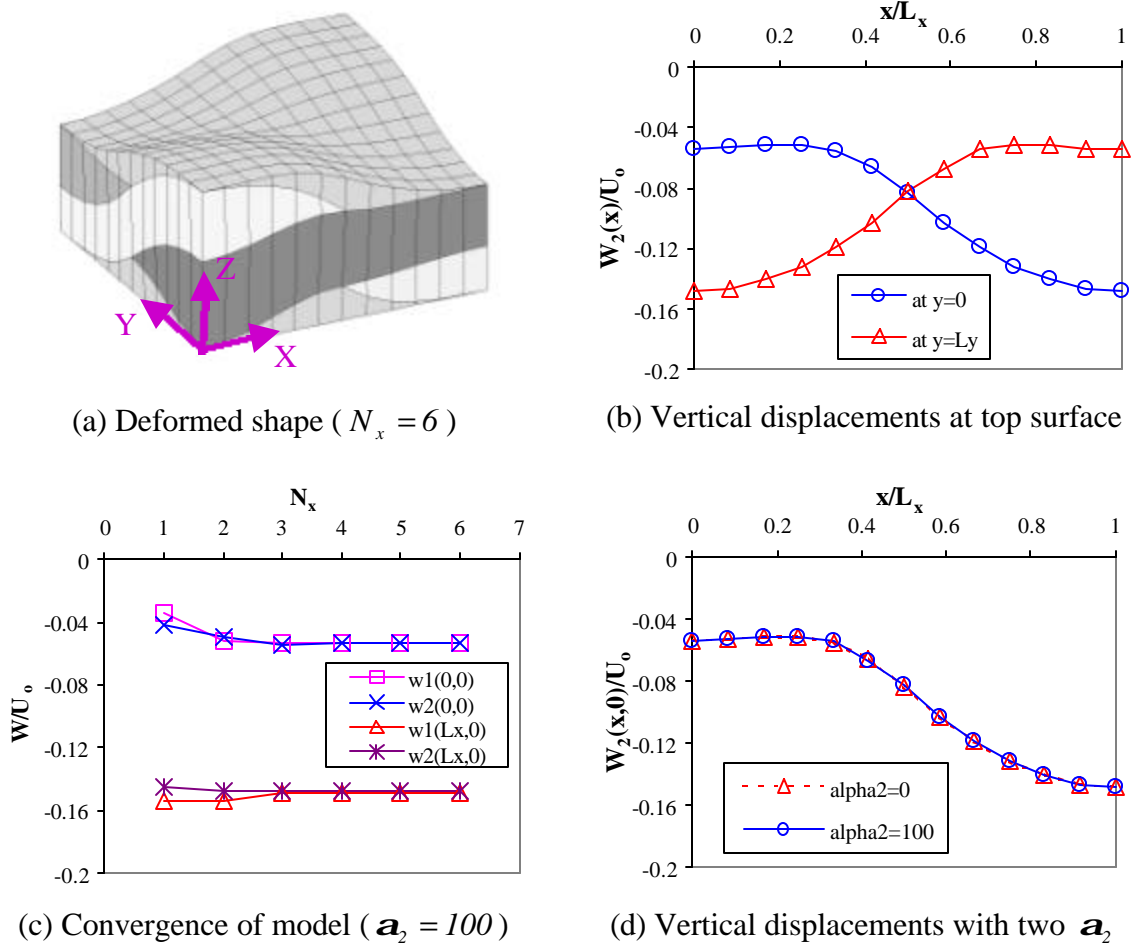 Z
Y
X
(a) Deformed shape ( N_x = 6 )
x/L_x
0 0.2 0.4 0.6 0.8 1
0
-0.04
-0.08
-0.12
-0.16
-0.2
W_2(x)/U_o
at y=0
at y=Ly
(b) Vertical displacements at top surface
N_x
0 1 2 3 4 5 6 7
0
-0.04
-0.08
-0.12
-0.16
-0.2
W/U_o
w1(0,0)
w2(0,0)
w1(Lx,0)
w2(Lx,0)
(c) Convergence of model ( a_2 = 100 )
x/L_x
0 0.2 0.4 0.6 0.8 1
0
-0.04
-0.08
-0.12
-0.16
-0.2
W_2(x,0)/U_o
alpha2=0
alpha2=100
(d) Vertical displacements with two a_2